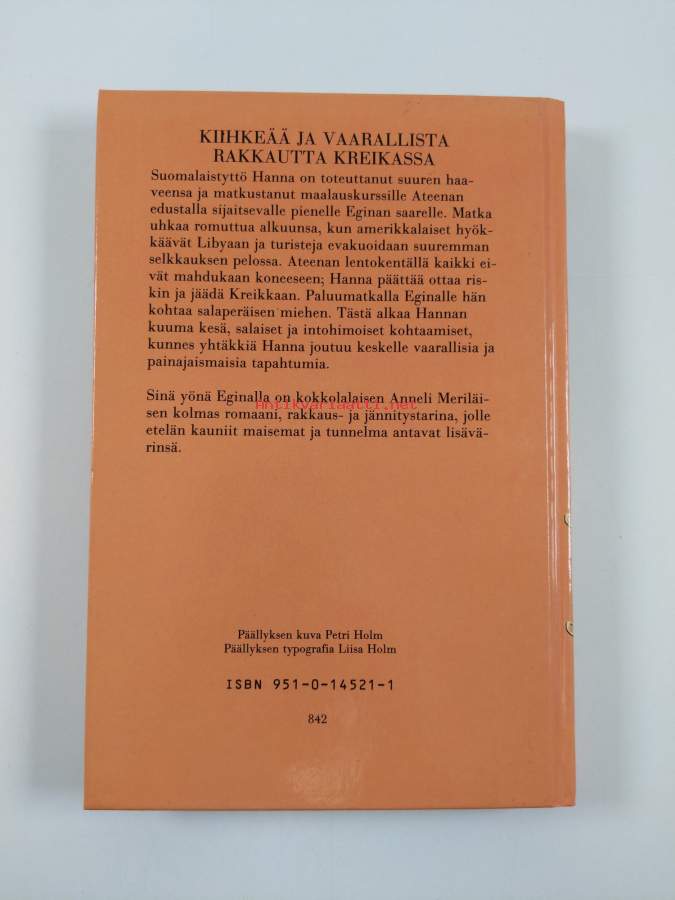 KIIHKEÄÄ JA VAARALLISTA
RAKKAUTTA KREIKASSA
Suomalaistyttö Hanna on toteuttanut suuren haa-
veensa ja matkustanut maalauskurssille Ateenan
edustalla sijaitsevalle pienelle Eginan saarelle. Matka
uhkaa romuttua alkuunsa, kun amerikkalaiset hyök-
käävät Libyaan ja turisteja evakuoidaan suuremman
selkkauksen pelossa. Ateenan lentokentällä kaikki ei-
vät mahdukaan koneeseen; Hanna päättää ottaa ris-
kin ja jäädä Kreikkaan. Paluumatkalla Eginalle hän
kohtaa salaperäisen miehen. Tästä alkaa Hannan
kuuma kesä, salaiset ja intohimoiset kohtaamiset,
kunnes yhtäkkiä Hanna joutuu keskelle vaarallisia ja
painajaismaisia tapahtumia.
Sinä yönä Eginalla on kokkolalaisen Anneli Meriläi-
Antikvariaatti.net
sen kolmas romaani, rakkaus- ja jännitystarina, jolle
etelän kauniit maisemat ja tunnelma antavat lisävä-
rinsä.
Päällyksen kuva Petri Holm
Päällyksen typografia Liisa Holm
ISBN 951-0-14521-1
842